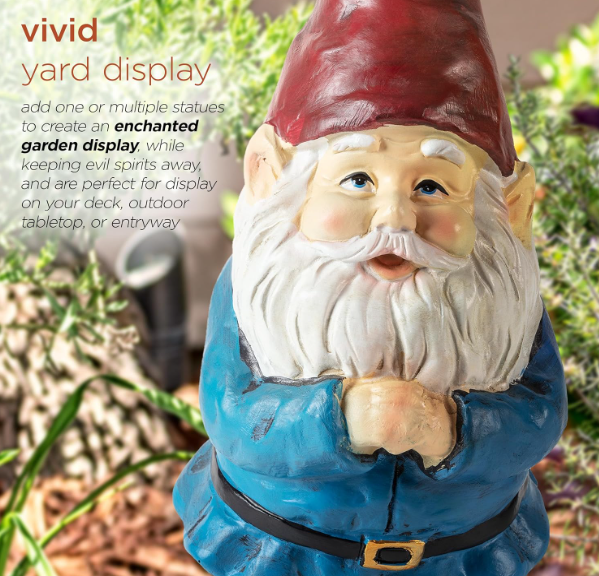 vivid
yard display
add one or multiple statues
to create an enchanted
garden display, while
keeping evil spirits away,
and are perfect for display
on your deck, outdoor
tabletop, or entryway